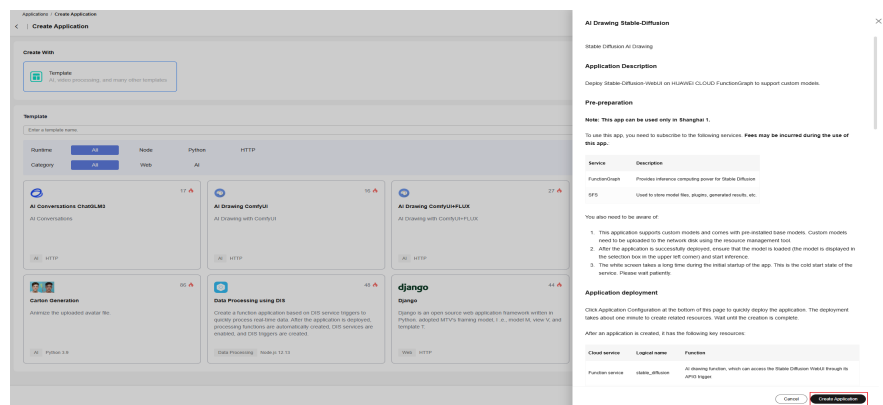 Applications / Create Application
< | Create Application
Create With
Template
AI, video processing, and many video templates.
Template
Enter a template name.
Runtime All Node Python HTTP
Category All Web AI
17
AI Conversations ChatGLM3
AI Conversations.
AI HTTP
16
AI Drawing ComfyUI
AI Drawing with ComfyUI
AI HTTP
27
AI Drawing ComfyUI+FLUX
AI Drawing with ComfyUI+FLUX
AI HTTP
Carton Generation
Animize the uploaded avatar file.
AI Python 3.9
48
Data Processing using DIS
Create a function application based on DIS service triggers to
quickly process real-time data. After the application is deployed,
processing functions are automatically created, DIS services are
enabled, and DIS triggers are created.
Data Processing Node.js 12.13
django
44
Django
Django is an open source web application framework written in
Python, adopted MTV's framing model, i .e., model M, view V, and
template T.
Web HTTP
AI Drawing Stable-Diffusion
Stable Diffusion AI Drawing
Application Description
Deploy Stable-Diffusion-WebUI on HUAWEI CLOUD FunctionGraph to support custom models.
Pre-preparation
Note: This app can be used only in Shanghai 1.
To use this app, you need to subscribe to the following services. Fees may be incurred during the use of
this app.
Service Description
FunctionGraph Provides inference computing power for Stable Diffusion
SFS Used to store model files, plugins, generated results, etc.
You also need to be aware of:
1. This application supports custom models and comes with pre-installed base models. Custom models
need to be uploaded to the network disk using the resource management tool.
2. After the application is successfully deployed, ensure that the model is loaded (the model is displayed in
the selection box in the upper left corner) and start inference.
3. The white screen takes a long time during the initial startup of the app. This is the cold start state of the
service. Please wait patiently.
Application deployment
Click Application Configuration at the bottom of this page to quickly deploy the application. The deployment
takes about one minute to create related resources. Wait until the creation is complete.
After an application is created, it has the following key resources:
Cloud service Logical name Function
Function service stable_diffusion AI drawing function, which can access the Stable Diffusion WebUI through its
APIG trigger.
Cancel Create Application